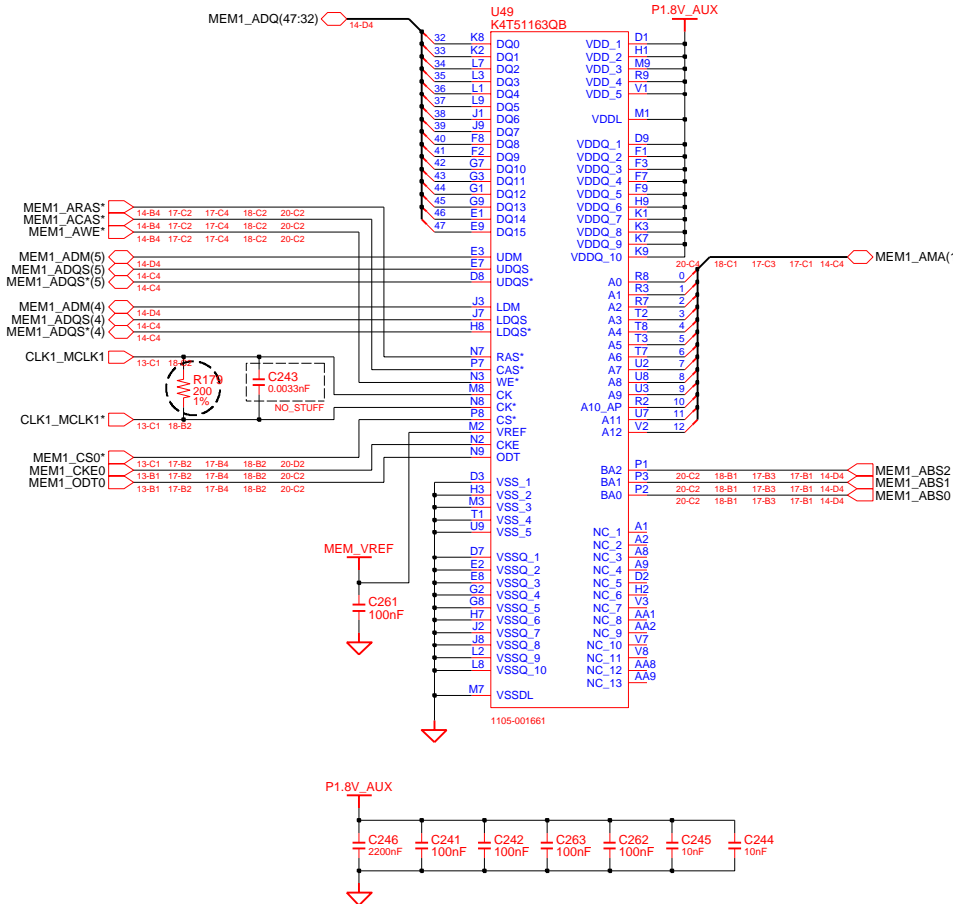 U49
K4T51163QB
P1.8V_AUX
MEM1_ADQ(47:32) 14-D4
32 K8 DQ0 VDD_1 D1
33 K2 DQ1 VDD_2 H1
34 L7 DQ2 VDD_3 M9
35 L3 DQ3 VDD_4 R9
36 L1 DQ4 VDD_5 V1
37 L9 DQ5
38 J1 DQ6 VDDL M1
39 J9 DQ7
40 F8 DQ8 VDDQ_1 D9
41 F2 DQ9 VDDQ_2 F1
42 G7 DQ10 VDDQ_3 F3
43 G3 DQ11 VDDQ_4 F7
44 G1 DQ12 VDDQ_5 F9
45 G9 DQ13 VDDQ_6 H9
46 E1 DQ14 VDDQ_7 K1
47 E9 DQ15 VDDQ_8 K3
VDDQ_9 K7
VDDQ_10 K9
MEM1_ARAS* 14-B4 17-C2 17-C4 18-C2 20-C2
MEM1_ACAS* 14-B4 17-C2 17-C4 18-C2 20-C2
MEM1_AWE* 14-B4 17-C2 17-C4 18-C2 20-C2
MEM1_ADM(5) 14-D4 E3 UDM
MEM1_ADQS(5) 14-C4 E7 UDQS
MEM1_ADQS*(5) 14-C4 D8 UDQS*
20-C4 18-C1 17-C3 17-C1 14-C4 MEM1_AMA(1
A0 R8 0
A1 R3 1
A2 R7 2
A3 T2 3
A4 T8 4
A5 T3 5
A6 T7 6
A7 U2 7
A8 U8 8
A9 U3 9
A10_AP R2 10
A11 U7 11
A12 V2 12
MEM1_ADM(4) 14-D4 J3 LDM
MEM1_ADQS(4) 14-C4 J7 LDQS
MEM1_ADQS*(4) 14-C4 H8 LDQS*
N7 RAS*
P7 CAS*
N3 WE*
M8 CK
N8 CK*
P8 CS*
M2 VREF
N2 CKE
N9 ODT
CLK1_MCLK1 13-C1 18-B2
R179
200
1%
C243
0.0033nF
NO_STUFF
CLK1_MCLK1* 13-C1 18-B2
MEM1_CS0* 13-C1 17-B2 17-B4 18-B2 20-D2
MEM1_CKE0 13-B1 17-B2 17-B4 18-B2 20-C2
MEM1_ODT0 13-B1 17-B2 17-B4 18-B2 20-C2
BA2 P1 20-C2 18-B1 17-B3 17-B1 14-D4 MEM1_ABS2
BA1 P3 20-C2 18-B1 17-B3 17-B1 14-D4 MEM1_ABS1
BA0 P2 20-C2 18-B1 17-B3 17-B1 14-D4 MEM1_ABS0
D3 VSS_1
H3 VSS_2
M3 VSS_3
T1 VSS_4
U9 VSS_5
D7 VSSQ_1
E2 VSSQ_2
E8 VSSQ_3
G2 VSSQ_4
G8 VSSQ_5
H7 VSSQ_6
J2 VSSQ_7
J8 VSSQ_8
L2 VSSQ_9
L8 VSSQ_10
M7 VSSDL
NC_1 A1
NC_2 A2
NC_3 A8
NC_4 A9
NC_5 D2
NC_6 H2
NC_7 V3
NC_8 AA1
NC_9 AA2
NC_10 V7
NC_11 V8
NC_12 AA8
NC_13 AA9
MEM_VREF
C261
100nF
1105-001661
P1.8V_AUX
C246 C241 C242 C263 C262 C245 C244
2200nF 100nF 100nF 100nF 100nF 10nF 10nF